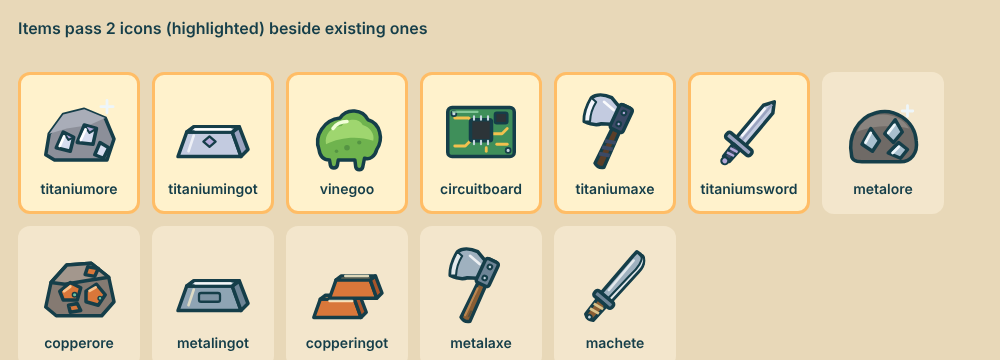 Items pass 2 icons (highlighted) beside existing ones
titaniumore
titaniumingot
vinegoo
circuitboard
titaniumaxe
titaniumsword
metalore
copperore
metalingot
copperingot
metalaxe
machete